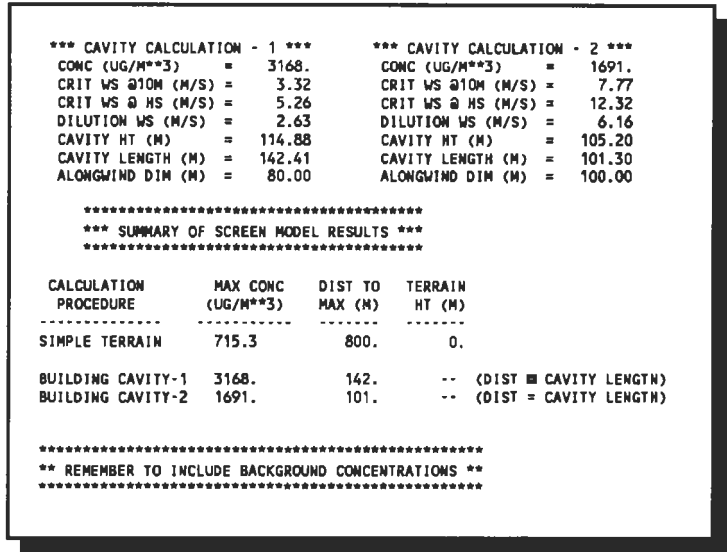 *** CAVITY CALCULATION - 1 *** *** CAVITY CALCULATION - 2 ***
CONC (UG/M**3) = 3168. CONC (UG/M**3) = 1691.
CRIT WS @10M (M/S) = 3.32 CRIT WS @10M (M/S) = 7.77
CRIT WS @ HS (M/S) = 5.26 CRIT WS @ HS (M/S) = 12.32
DILUTION WS (M/S) = 2.63 DILUTION WS (M/S) = 6.16
CAVITY HT (M) = 114.88 CAVITY HT (M) = 105.20
CAVITY LENGTH (M) = 142.41 CAVITY LENGTH (M) = 101.30
ALONGWIND DIM (M) = 80.00 ALONGWIND DIM (M) = 100.00
****************************************
*** SUMMARY OF SCREEN MODEL RESULTS ***
****************************************
CALCULATION MAX CONC DIST TO TERRAIN
PROCEDURE (UG/M**3) MAX (M) HT (M)
-------------- ----------- ------- -------
SIMPLE TERRAIN 715.3 800. 0.
BUILDING CAVITY-1 3168. 142. -- (DIST = CAVITY LENGTH)
BUILDING CAVITY-2 1691. 101. -- (DIST = CAVITY LENGTH)
***************************************************
** REMEMBER TO INCLUDE BACKGROUND CONCENTRATIONS **
***************************************************